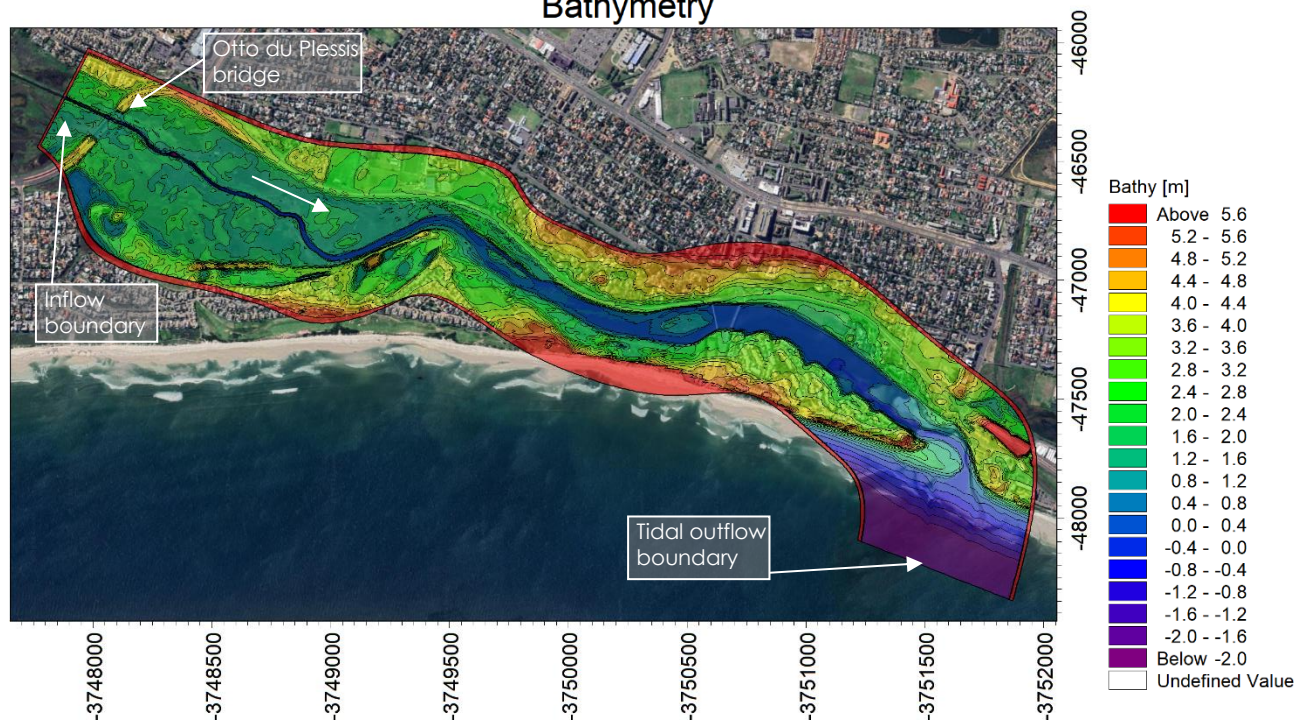 Bathymetry
Otto du Plessis
bridge
Inflow
boundary
Tidal outflow
boundary
-46000
-46500
-47000
-47500
-48000
-3748000
-3748500
-3749000
-3749500
-3750000
-3750500
-3751000
-3751500
-3752000
Bathy [m]
Above 5.6
5.2 - 5.6
4.8 - 5.2
4.4 - 4.8
4.0 - 4.4
3.6 - 4.0
3.2 - 3.6
2.8 - 3.2
2.4 - 2.8
2.0 - 2.4
1.6 - 2.0
1.2 - 1.6
0.8 - 1.2
0.4 - 0.8
0.0 - 0.4
-0.4 - 0.0
-0.8 - -0.4
-1.2 - -0.8
-1.6 - -1.2
-2.0 - -1.6
Below -2.0
Undefined Value